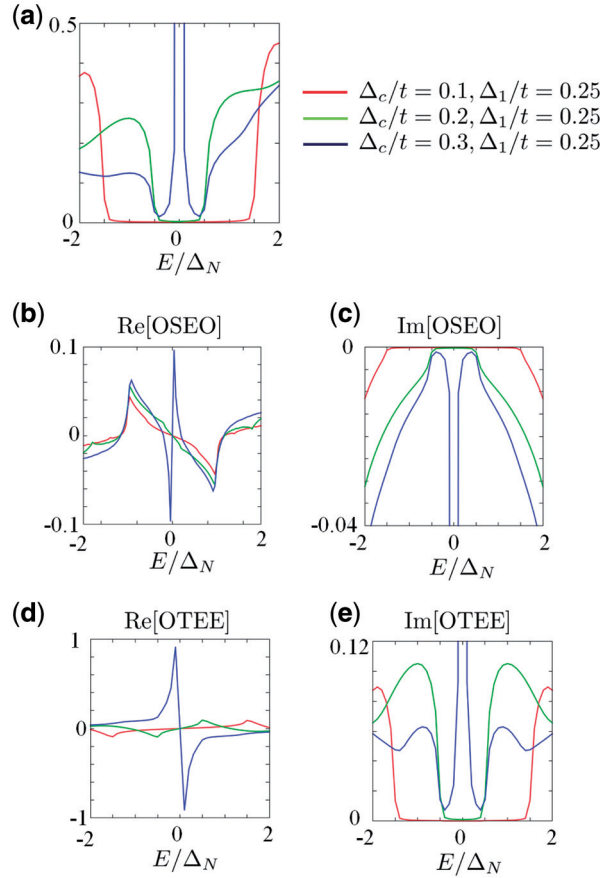 (a)
0.5
0
-2 0 2
E/Δ_N
Δ_c/t = 0.1, Δ_1/t = 0.25
Δ_c/t = 0.2, Δ_1/t = 0.25
Δ_c/t = 0.3, Δ_1/t = 0.25
(b)
Re[OSEO]
0.1
0
-0.1
-2 0 2
E/Δ_N
(c)
Im[OSEO]
0
-0.04
-2 0 2
E/Δ_N
(d)
Re[OTEE]
1
0
-1
-2 0 2
E/Δ_N
(e)
Im[OTEE]
0.12
0
-2 0 2
E/Δ_N